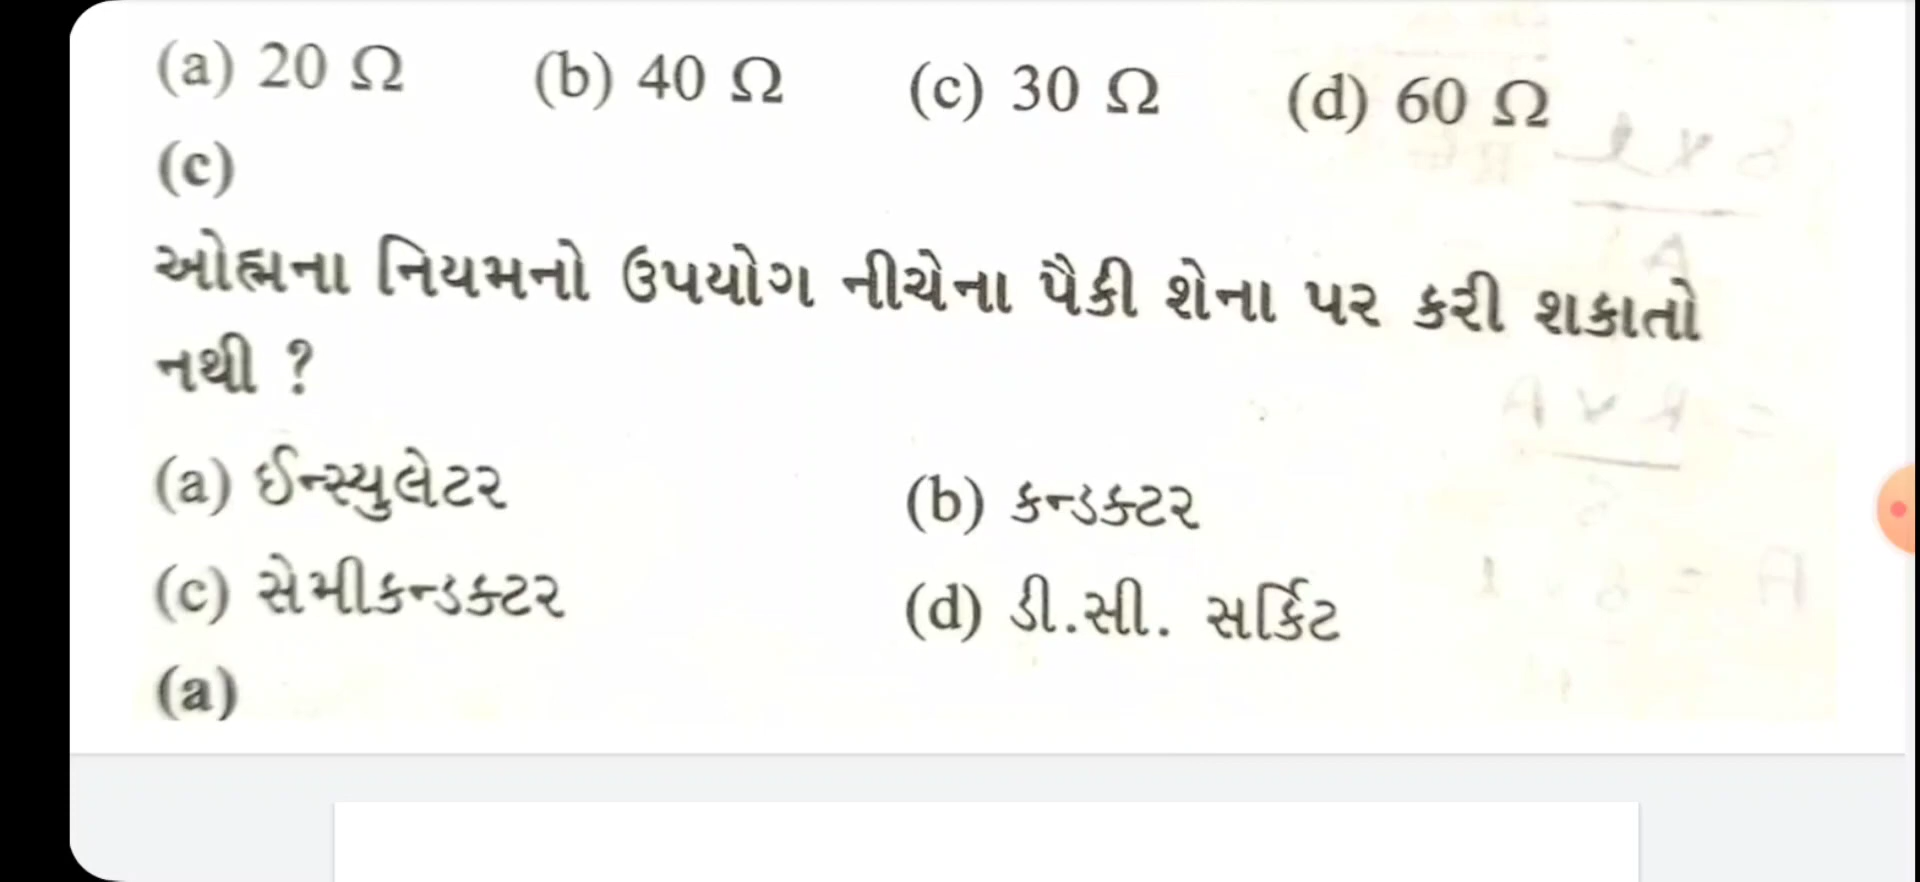 (a) 20 Ω (b) 40 Ω (c) 30 Ω (d) 60 Ω
(c)
ઓહ્મના નિયમનો ઉપયોગ નીચેના પૈકી શેના પર કરી શકાતો
નથી ?
(a) ઈન્સ્યુલેટર (b) કન્ડક્ટર
(c) સેમીકન્ડક્ટર (d) ડી.સી. સર્કિટ
(a)